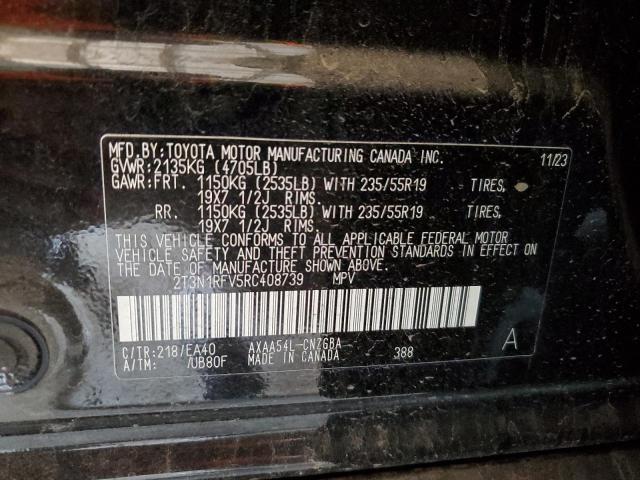 MFD. BY: TOYOTA MOTOR MANUFACTURING CANADA INC. 11/23
GVWR: 2135KG (4705LB)
GAWR: FRT. 1150KG (2535LB) WITH 235/55R19 TIRES,
19X7 1/2J RIMS.
RR. 1150KG (2535LB) WITH 235/55R19 TIRES,
19X7 1/2J RIMS.
THIS VEHICLE CONFORMS TO ALL APPLICABLE FEDERAL MOTOR
VEHICLE SAFETY AND THEFT PREVENTION STANDARDS IN EFFECT ON
THE DATE OF MANUFACTURE SHOWN ABOVE.
2T3N1RFV5RC408739 MPV
C/TR: 218/EA40 AXAA54L-CNZGBA
A/TM: /UB80F MADE IN CANADA 388 A